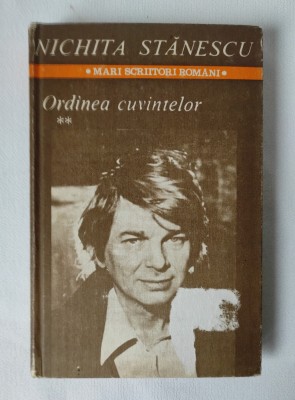 NICHITA STĂNESCU
• MARI SCRIITORI ROMÂNI •
Ordinea cuvintelor
**